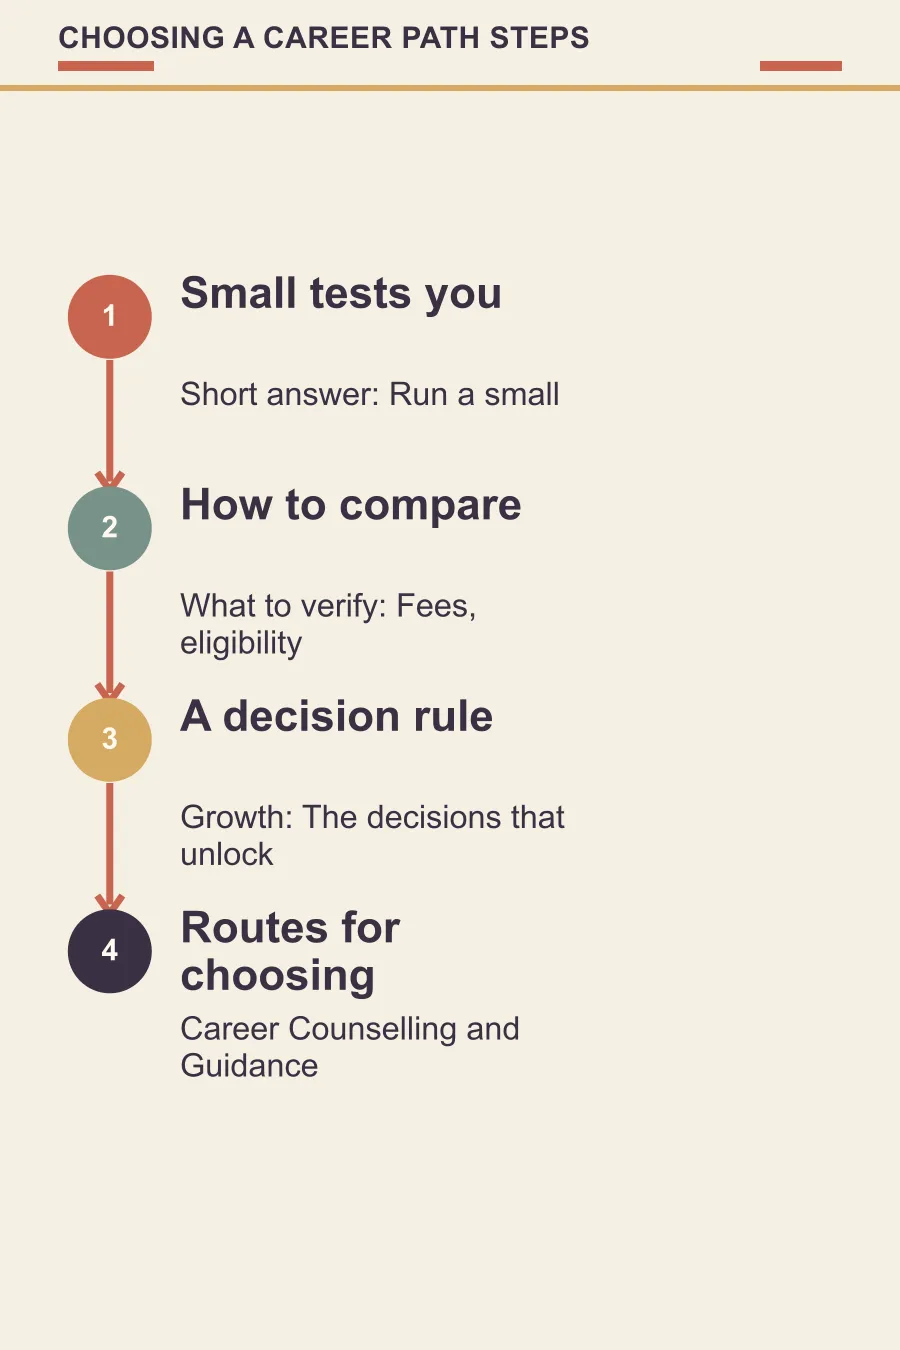 CHOOSING A CAREER PATH STEPS
1
Small tests you
Short answer: Run a small
2
How to compare
What to verify: Fees,
eligibility
3
A decision rule
Growth: The decisions that
unlock
4
Routes for
choosing
Career Counselling and
Guidance